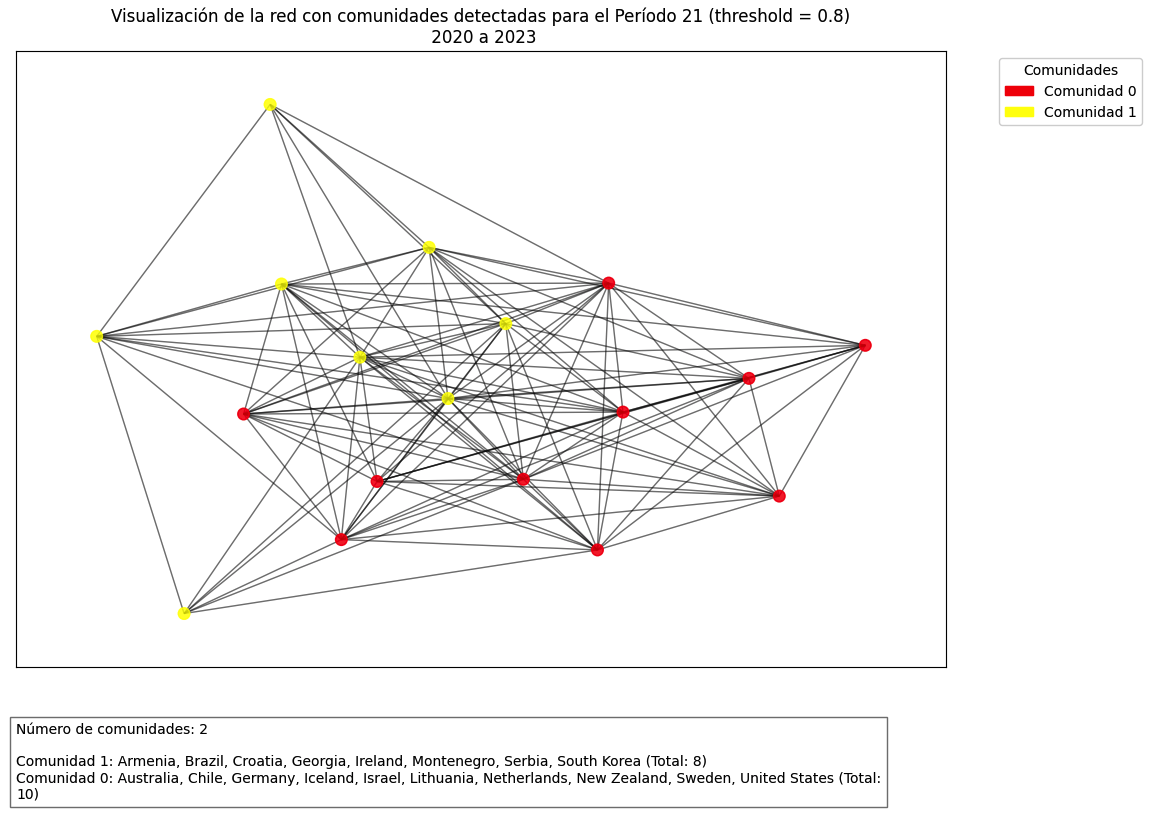 Visualización de la red con comunidades detectadas para el Período 21 (threshold = 0.8)
2020 a 2023
Comunidades
Comunidad 0
Comunidad 1
Número de comunidades: 2
Comunidad 1: Armenia, Brazil, Croatia, Georgia, Ireland, Montenegro, Serbia, South Korea (Total: 8)
Comunidad 0: Australia, Chile, Germany, Iceland, Israel, Lithuania, Netherlands, New Zealand, Sweden, United States (Total:
10)